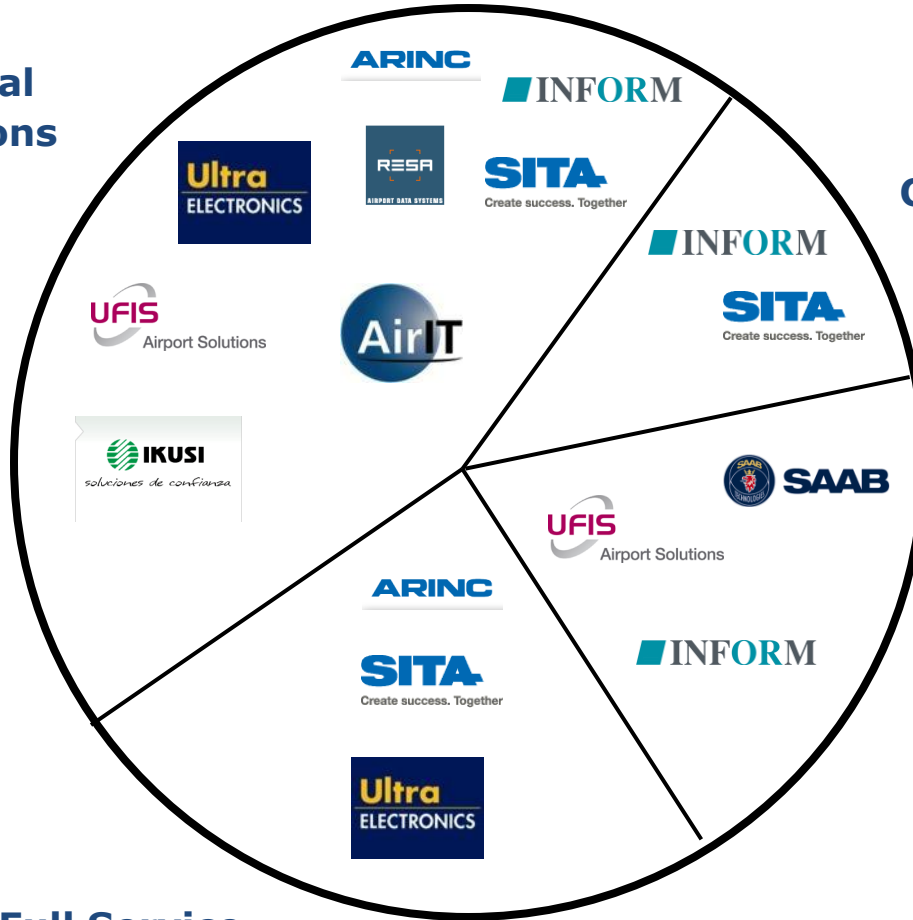 al
ons
ARINC
INFORM
Ultra
ELECTRONICS
RESA
AIRPORT DATA SYSTEMS
SITA
Create success. Together
INFORM
SITA
Create success. Together
UFIS
Airport Solutions
AirIT
IKUSI
soluciones de confianza
SAAB
TECHNOLOGIES
SAAB
UFIS
Airport Solutions
INFORM
ARINC
SITA
Create success. Together
Ultra
ELECTRONICS